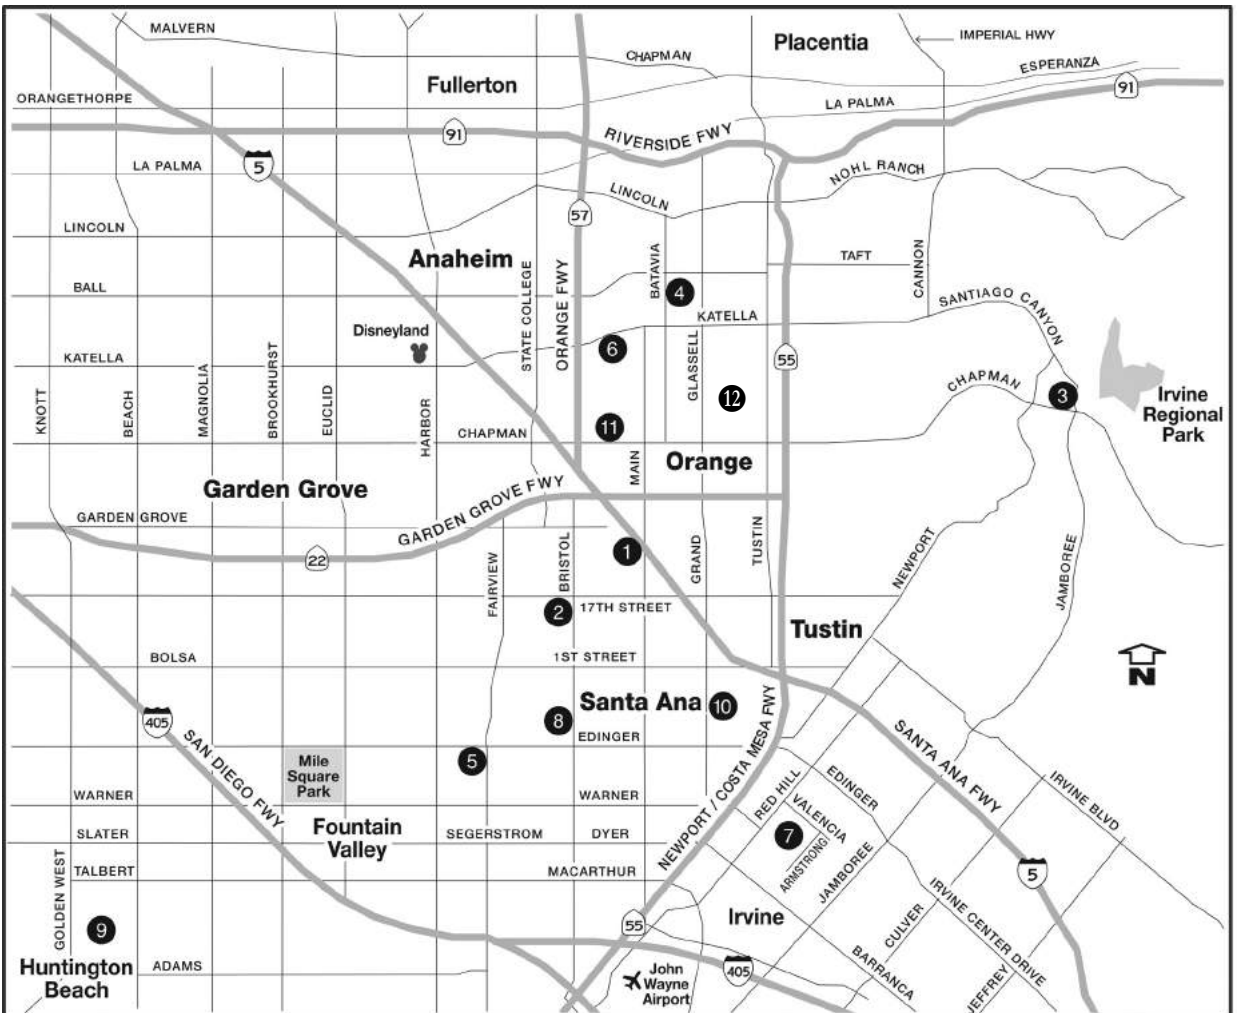 MALVERN
Placentia
IMPERIAL HWY
CHAPMAN
ESPERANZA
Fullerton
91
ORANGETHORPE
LA PALMA
91
RIVERSIDE FWY
5
LA PALMA
NOHL RANCH
LINCOLN
57
LINCOLN
Anaheim
TAFT
STATE COLLEGE
ORANGE FWY
BATAVIA
CANNON
BALL
4
SANTIAGO CANYON
KATELLA
Disneyland
6
GLASSELL
55
KATELLA
KNOTT
BEACH
MAGNOLIA
BROOKHURST
EUCLID
HARBOR
CHAPMAN
3
Irvine
Regional
Park
12
CHAPMAN
11
MAIN
Orange
Garden Grove
GARDEN GROVE FWY
GARDEN GROVE
22
FAIRVIEW
BRISTOL
1
GRAND
TUSTIN
NEWPORT
JAMBOREE
2
17TH STREET
Tustin
BOLSA
1ST STREET
N
405
SAN DIEGO FWY
8
Santa Ana
10
EDINGER
NEWPORT / COSTA MESA FWY
SANTA ANA FWY
5
Mile
Square
Park
RED HILL
EDINGER
IRVINE BLVD
WARNER
WARNER
VALENCIA
Fountain
Valley
SLATER
SEGERSTROM
DYER
7
ARMSTRONG
JAMBOREE
TALBERT
MACARTHUR
5
GOLDEN WEST
9
55
Irvine
CULVER
IRVINE CENTER DRIVE
Huntington
Beach
ADAMS
John
Wayne
Airport
405
BARRANCA
JEFFREY